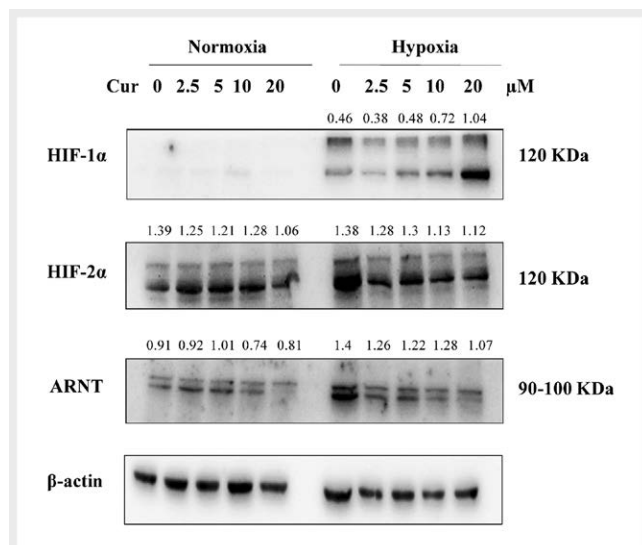 Normoxia Hypoxia
Cur 0 2.5 5 10 20 0 2.5 5 10 20 μM
0.46 0.38 0.48 0.72 1.04
HIF-1α 120 KDa
1.39 1.25 1.21 1.28 1.06 1.38 1.28 1.3 1.13 1.12
HIF-2α 120 KDa
0.91 0.92 1.01 0.74 0.81 1.4 1.26 1.22 1.28 1.07
ARNT 90-100 KDa
β-actin